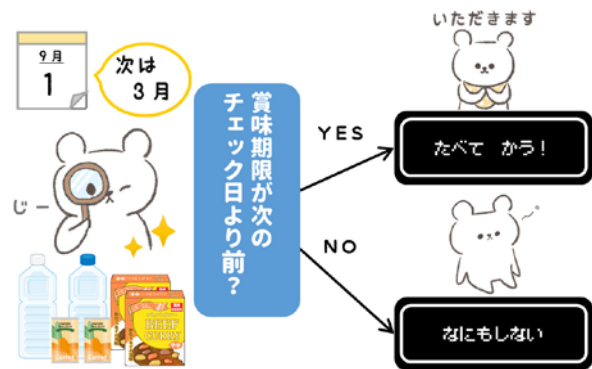 いただきます
9月
1
次は
3月
賞味期限が次の
チェック日より前?
YES
たべて かう!
じー
NO
なにもしない
BEEF
CURRY